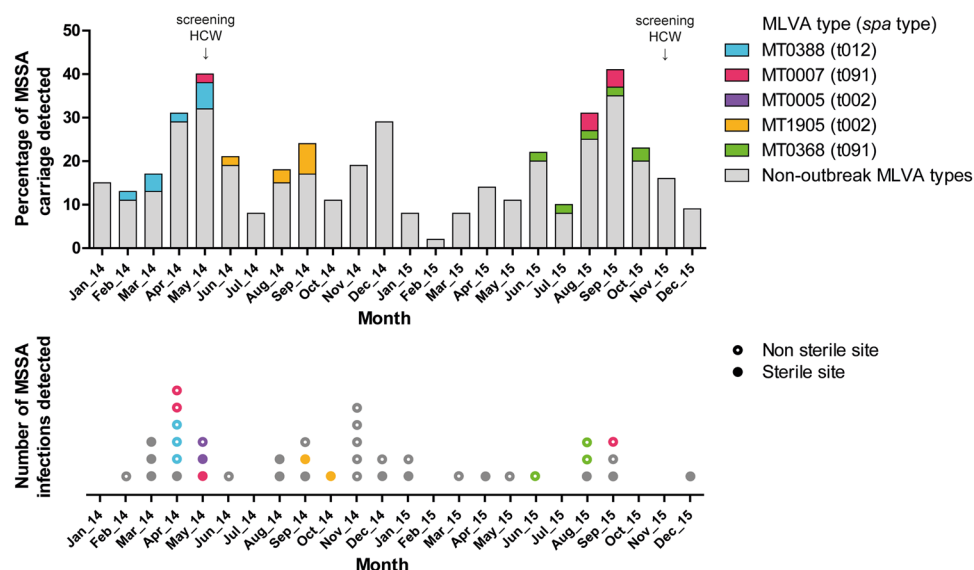 screening
HCW
↓
screening
HCW
↓
MLVA type (spa type)
MT0388 (t012)
MT0007 (t091)
MT0005 (t002)
MT1905 (t002)
MT0368 (t091)
Non-outbreak MLVA types
Percentage of MSSA
carriage detected
50
40
30
20
10
0
Jan_14
Feb_14
Mar_14
Apr_14
May_14
Jun_14
Jul_14
Aug_14
Sep_14
Oct_14
Nov_14
Dec_14
Jan_15
Feb_15
Mar_15
Apr_15
May_15
Jun_15
Jul_15
Aug_15
Sep_15
Oct_15
Nov_15
Dec_15
Month
Number of MSSA
infections detected
Non sterile site
Sterile site
Jan_14
Feb_14
Mar_14
Apr_14
May_14
Jun_14
Jul_14
Aug_14
Sep_14
Oct_14
Nov_14
Dec_14
Jan_15
Feb_15
Mar_15
Apr_15
May_15
Jun_15
Jul_15
Aug_15
Sep_15
Oct_15
Nov_15
Dec_15
Month